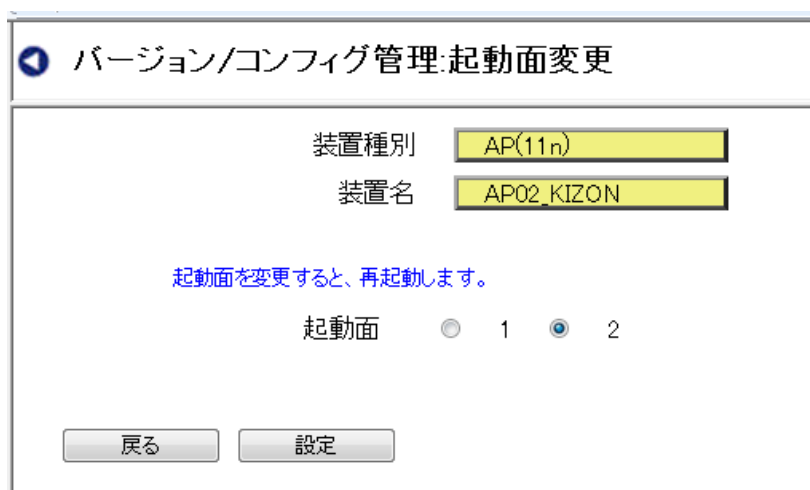 バージョン/コンフィグ管理:起動面変更
装置種別 AP(11n)
装置名 AP02_KIZON
起動面を変更すると、再起動します。
起動面 1 2
戻る 設定